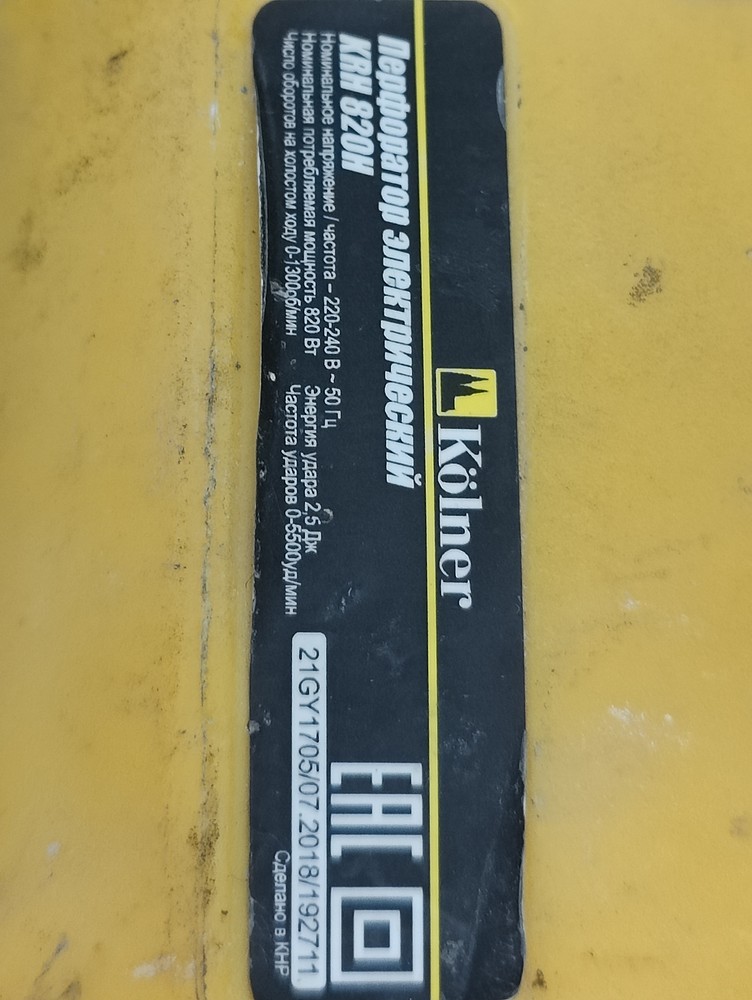 Kölner
Перфоратор электрический
KRH 820H
Номинальное напряжение / частота – 220-240 В ~ 50 Гц
Номинальная потребляемая мощность 820 Вт Энергия удара 2,5 Дж
Число оборотов на холостом ходу 0-1300об/мин Частота ударов 0-5500уд/мин
EAC
21GY1705/07.2018/192711
Сделано в КНР